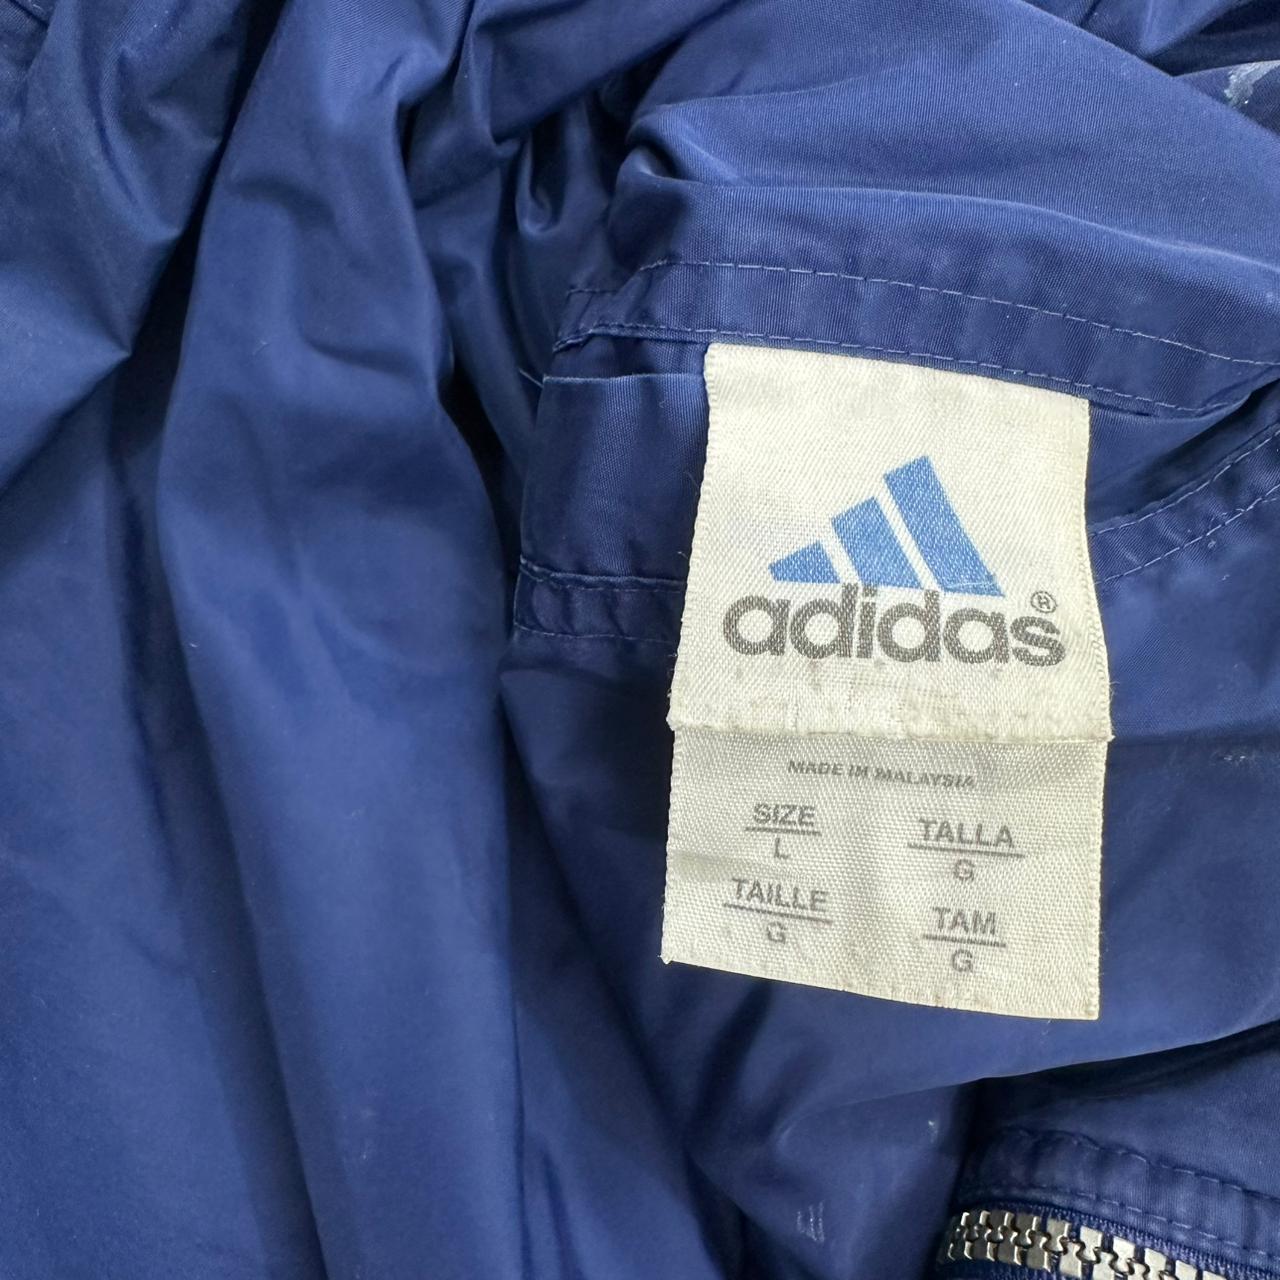 adidas®
MADE IN MALAYSIA
SIZE
L
TALLA
G
TAILLE
G
TAM
G